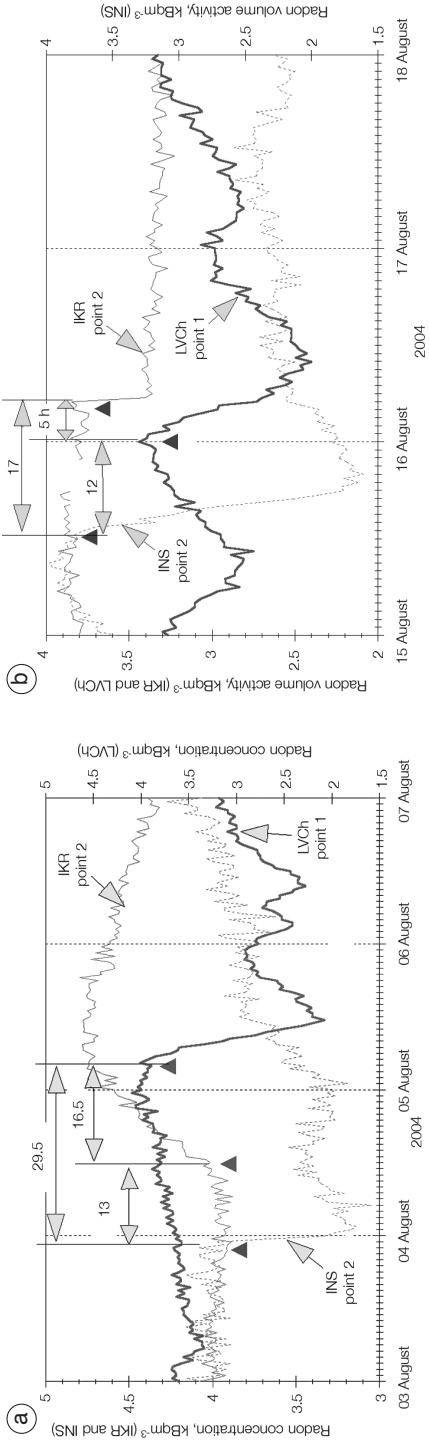 a
Radon concentration, kBqm⁻³ (IKR and INS)
5
4.5
4
3.5
3
Radon concentration, kBqm⁻³ (LVCh)
5
4.5
4
3.5
3
2.5
2
1.5
29.5
16.5
13
IKR
point 2
LVCh
point 1
INS
point 2
03 August
04 August
05 August
06 August
07 August
2004
b
Radon volume activity, kBqm⁻³ (IKR and LVCh)
4
3.5
3
2.5
2
Radon volume activity, kBqm⁻³ (INS)
4
3.5
3
2.5
2
1.5
17
5 h
12
IKR
point 2
LVCh
point 1
INS
point 2
15 August
16 August
17 August
18 August
2004